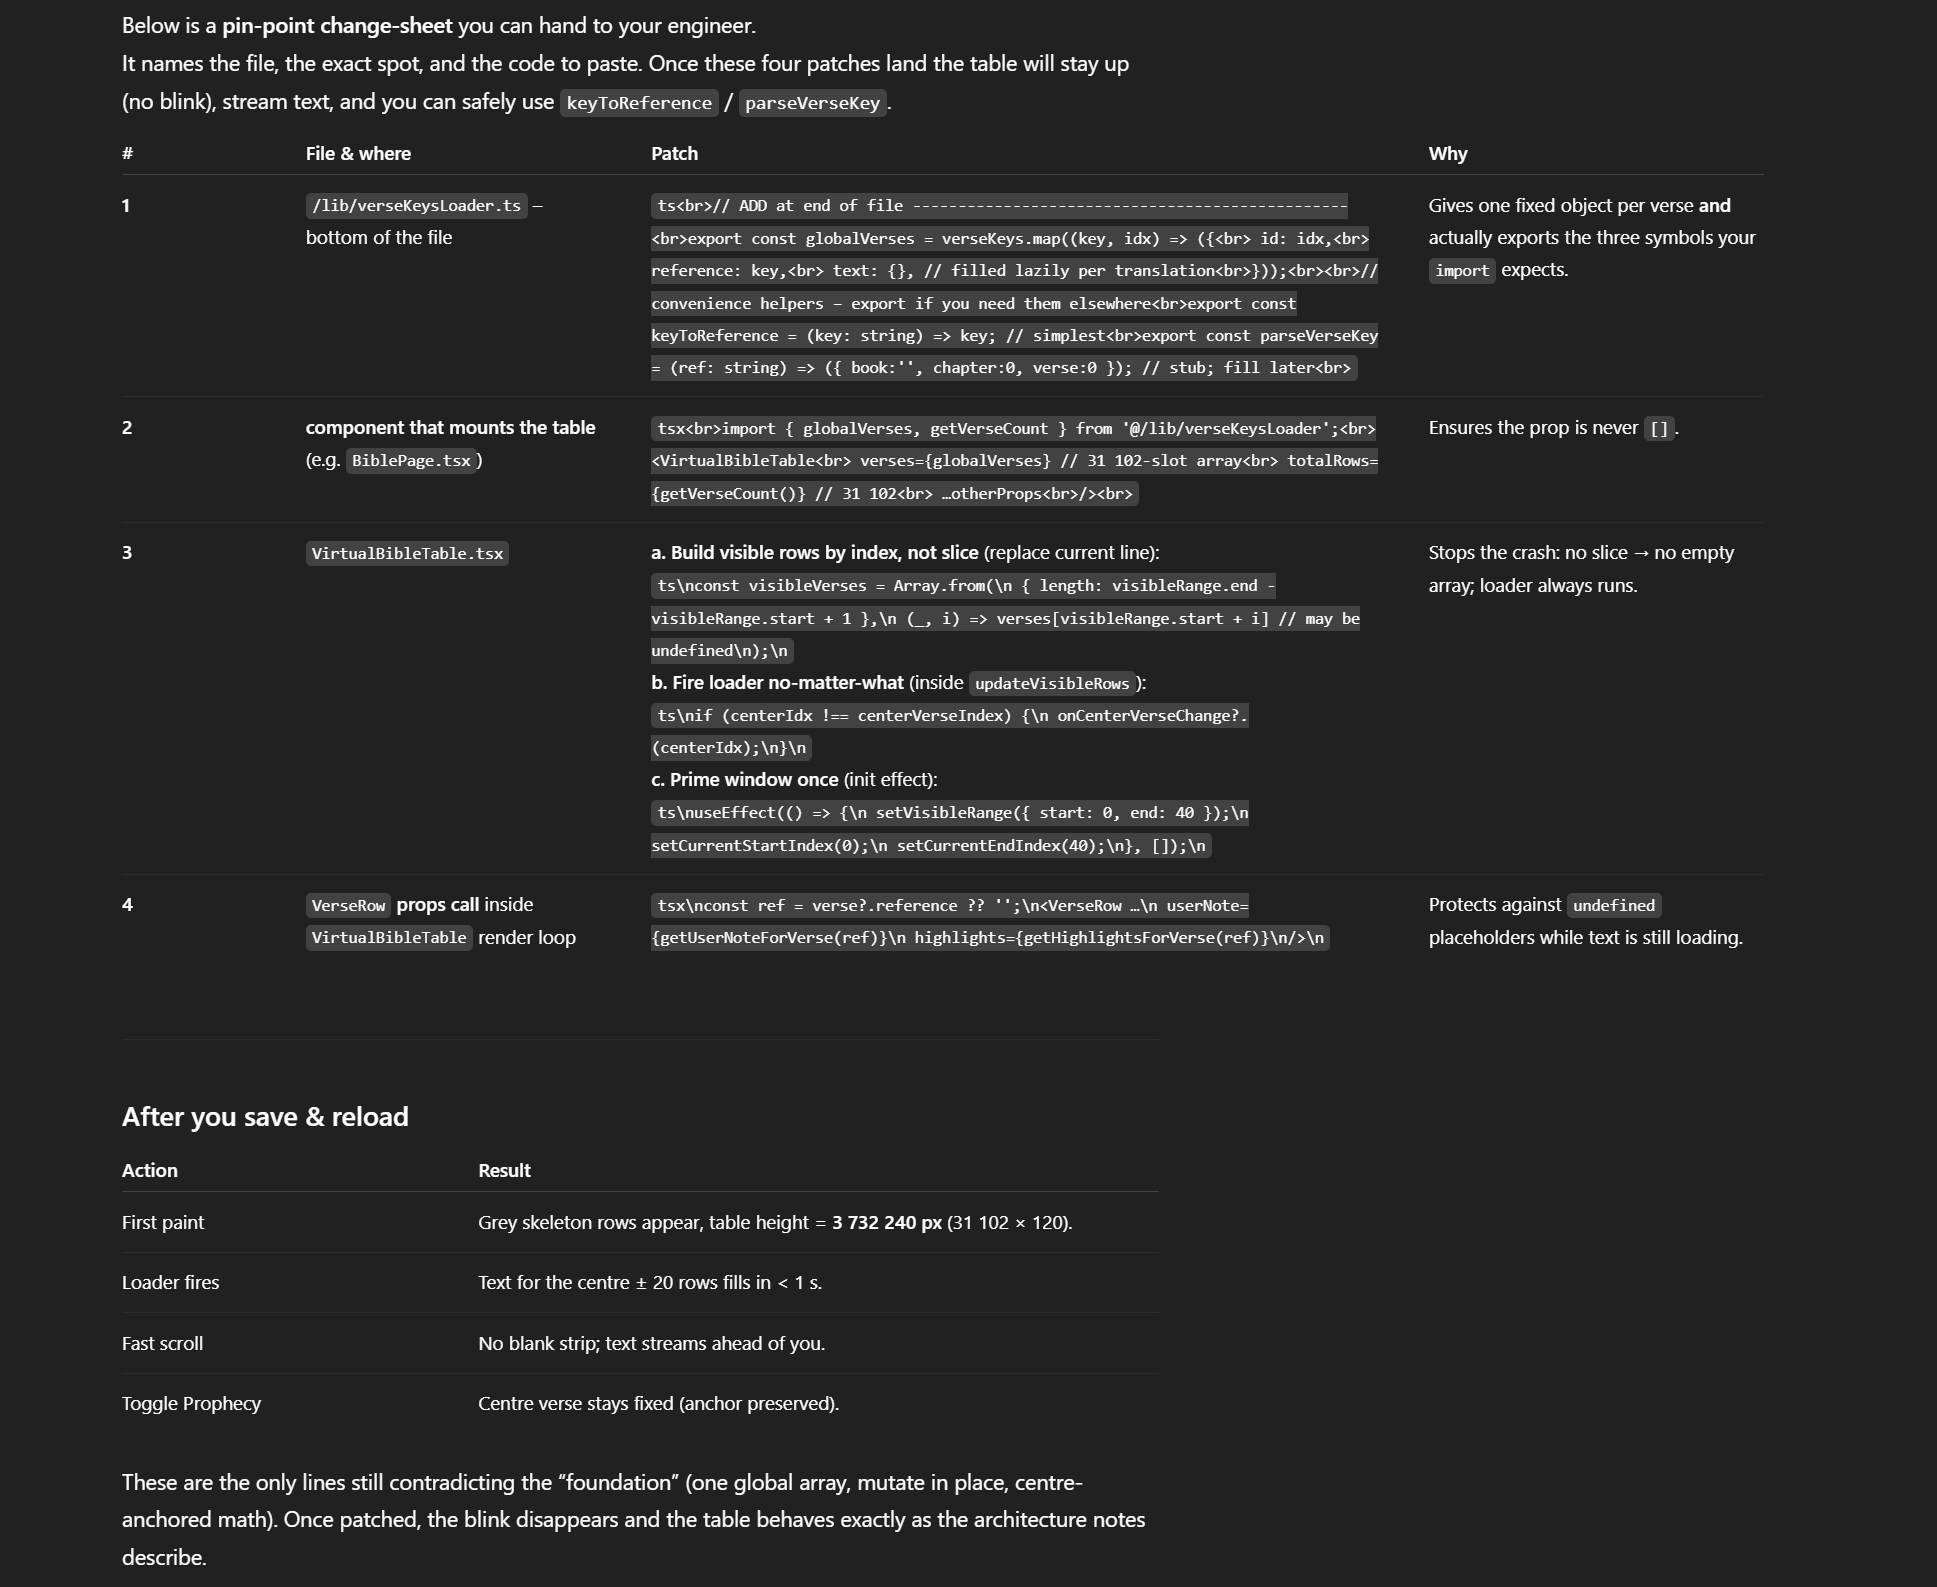 Below is a pin-point change-sheet you can hand to your engineer.
It names the file, the exact spot, and the code to paste. Once these four patches land the table will stay up
(no blink), stream text, and you can safely use keyToReference / parseVerseKey.
# File & where Patch Why
1 /lib/verseKeysLoader.ts –
bottom of the file
ts<br>// ADD at end of file ------------------------------------------------
<br>export const globalVerses = verseKeys.map((key, idx) => ({<br> id: idx,<br>
reference: key,<br> text: {}, // filled lazily per translation<br>}));<br><br>//
convenience helpers – export if you need them elsewhere<br>export const
keyToReference = (key: string) => key; // simplest<br>export const parseVerseKey
= (ref: string) => ({ book:'', chapter:0, verse:0 }); // stub; fill later<br>
Gives one fixed object per verse and
actually exports the three symbols your
import expects.
2 component that mounts the table
(e.g. BiblePage.tsx)
tsx<br>import { globalVerses, getVerseCount } from '@/lib/verseKeysLoader';<br>
<VirtualBibleTable<br> verses={globalVerses} // 31 102-slot array<br> totalRows=
{getVerseCount()} // 31 102<br> …otherProps<br>/><br>
Ensures the prop is never [].
3 VirtualBibleTable.tsx
a. Build visible rows by index, not slice (replace current line):
ts\nconst visibleVerses = Array.from(\n { length: visibleRange.end -
visibleRange.start + 1 },\n (_, i) => verses[visibleRange.start + i] // may be
undefined\n);\n
b. Fire loader no-matter-what (inside updateVisibleRows):
ts\nif (centerIdx !== centerVerseIndex) {\n onCenterVerseChange?.
(centerIdx);\n}\n
c. Prime window once (init effect):
ts\nuseEffect(() => {\n setVisibleRange({ start: 0, end: 40 });\n
setCurrentStartIndex(0);\n setCurrentEndIndex(40);\n}, []);\n
Stops the crash: no slice → no empty
array; loader always runs.
4 VerseRow props call inside
VirtualBibleTable render loop
tsx\nconst ref = verse?.reference ?? '';\n<VerseRow …\n userNote=
{getUserNoteForVerse(ref)}\n highlights={getHighlightsForVerse(ref)}\n/>\n
Protects against undefined
placeholders while text is still loading.
After you save & reload
Action Result
First paint Grey skeleton rows appear, table height = 3 732 240 px (31 102 × 120).
Loader fires Text for the centre ± 20 rows fills in < 1 s.
Fast scroll No blank strip; text streams ahead of you.
Toggle Prophecy Centre verse stays fixed (anchor preserved).
These are the only lines still contradicting the “foundation” (one global array, mutate in place, centre-
anchored math). Once patched, the blink disappears and the table behaves exactly as the architecture notes
describe.